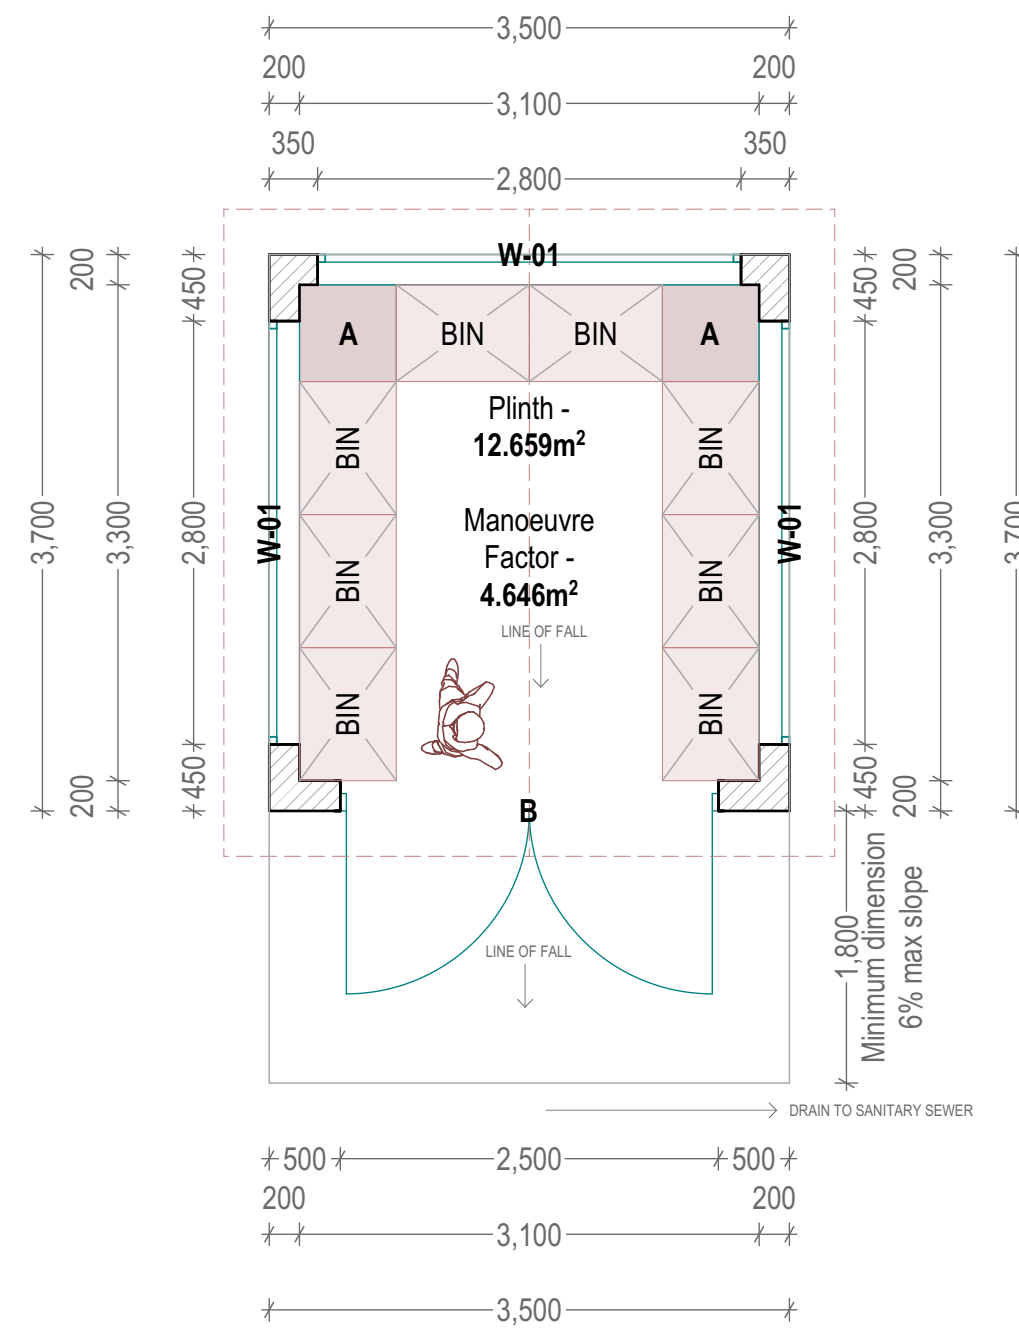 3,500
200
200
3,100
350
350
2,800
W-01
200
450
450
200
A
BIN
BIN
A
BIN
BIN
Plinth -
12.659m²
3,700
3,300
2,800
W-01
Manoeuvre
Factor -
4.646m²
W-01
2,800
3,300
3,700
BIN
BIN
LINE OF FALL
BIN
BIN
200
450
450
200
B
1,800
Minimum dimension
6% max slope
LINE OF FALL
DRAIN TO SANITARY SEWER
500
2,500
500
200
200
3,100
3,500